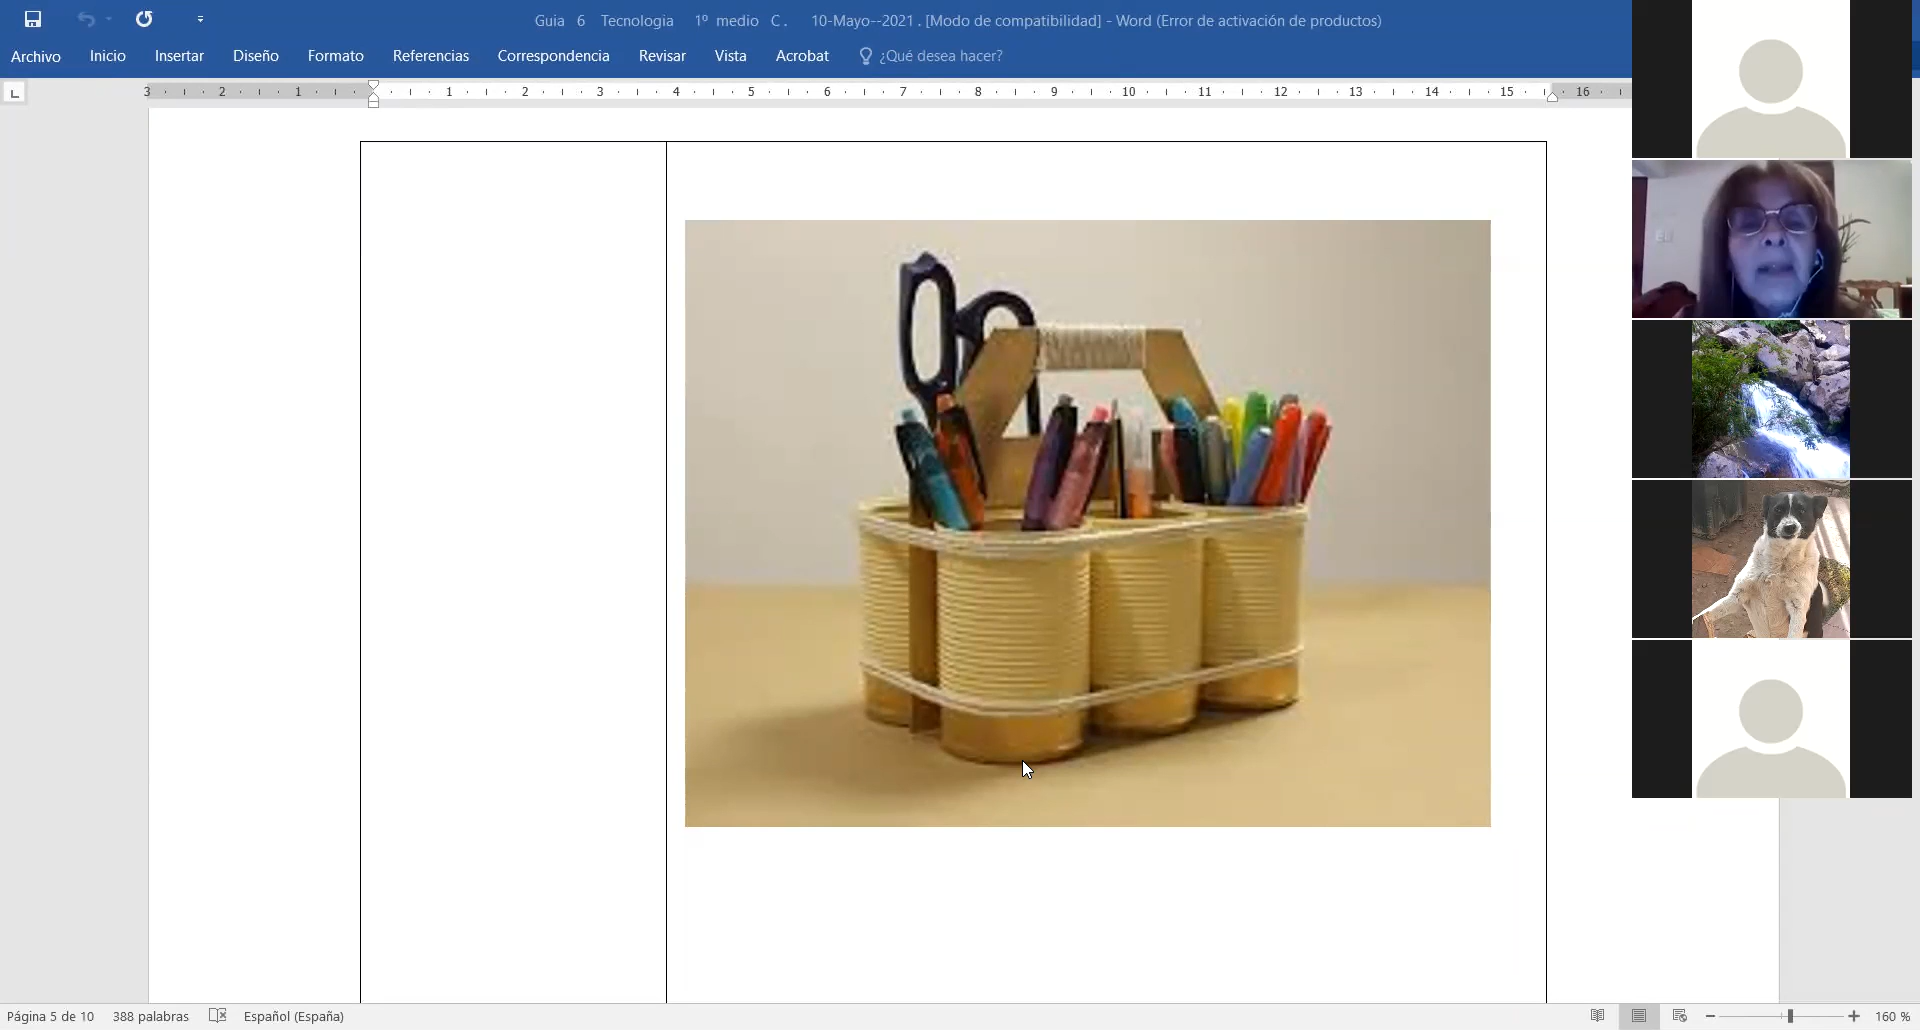 Guia 6 Tecnologia 1º medio C. 10-Mayo--2021. [Modo de compatibilidad] - Word (Error de activación de productos)
Archivo Inicio Insertar Diseño Formato Referencias Correspondencia Revisar Vista Acrobat ¿Qué desea hacer?
3 2 1 1 2 3 4 5 6 7 8 9 10 11 12 13 14 15 16
Página 5 de 10 388 palabras Español (España) 160 %